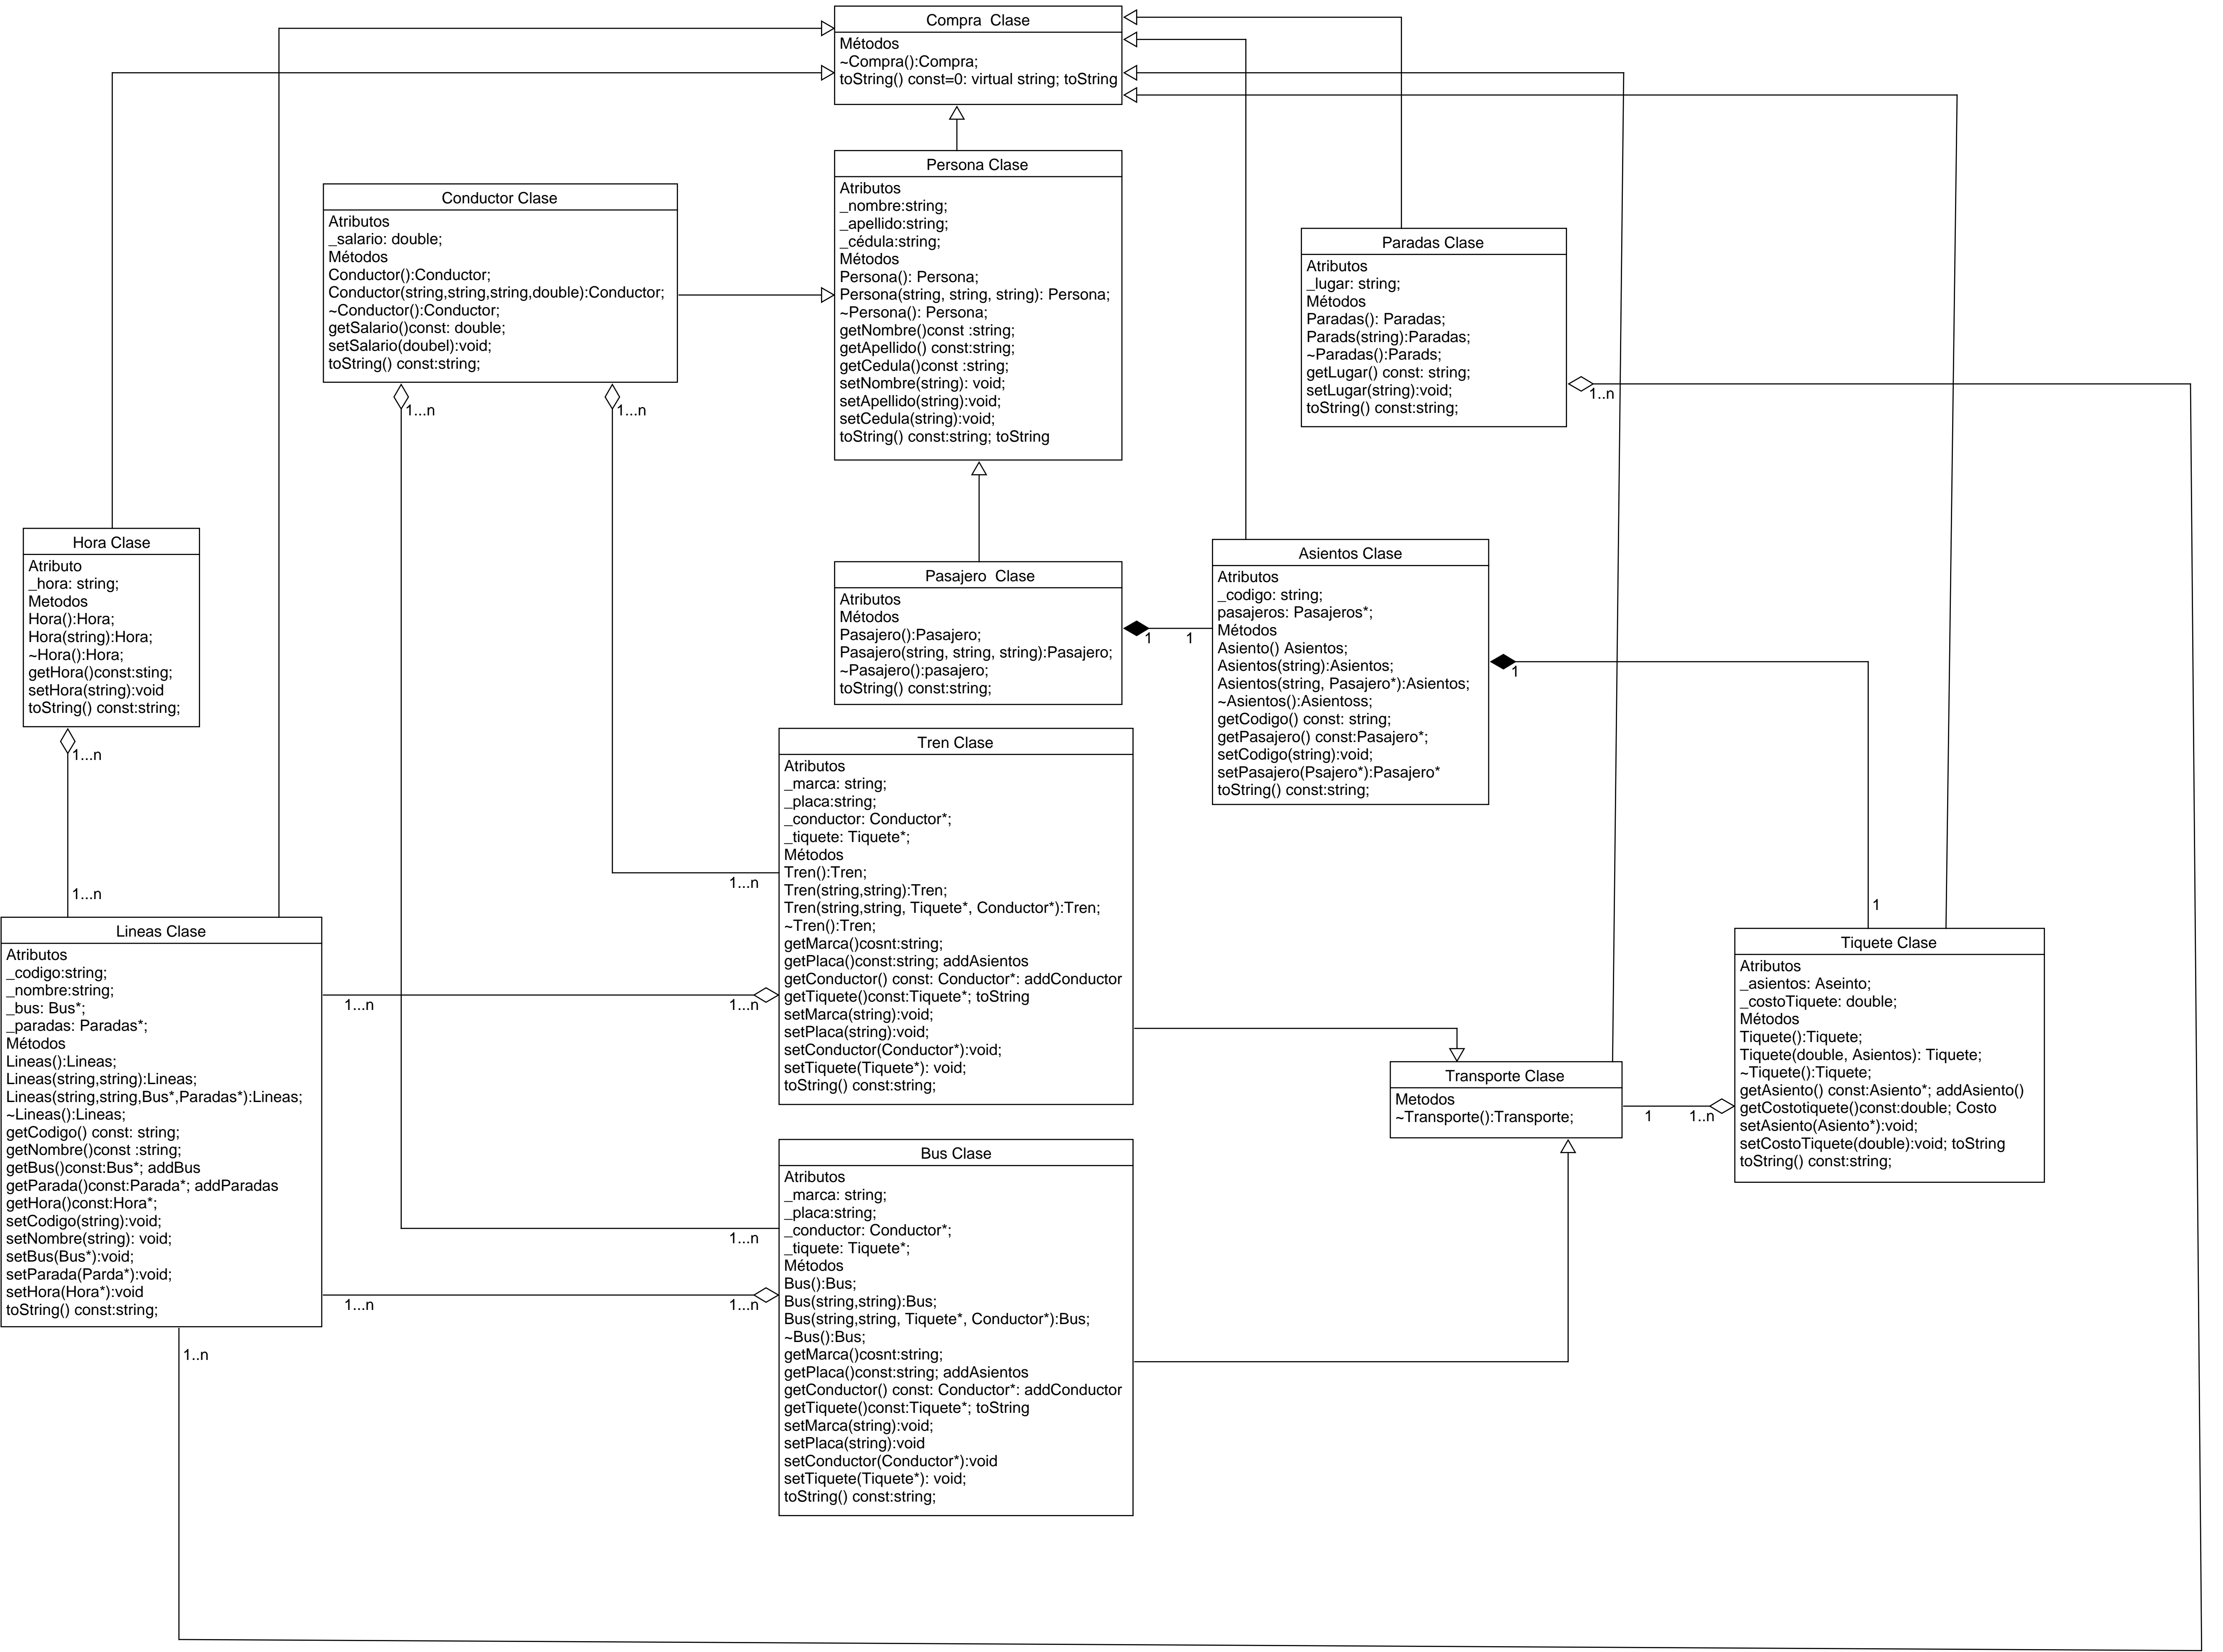 Compra  Clase
Métodos
~Compra():Compra;
toString() const=0: virtual string; toString
Persona Clase
Atributos
_nombre:string;
_apellido:string;
_cédula:string;
Métodos
Persona(): Persona;
Persona(string, string, string): Persona;
~Persona(): Persona;
getNombre()const :string;
getApellido() const:string;
getCedula()const :string;
setNombre(string): void;
setApellido(string):void;
setCedula(string):void;
toString() const:string; toString
Conductor Clase
Atributos
_salario: double;
Métodos
Conductor():Conductor;
Conductor(string,string,string,double):Conductor;
~Conductor():Conductor;
getSalario()const: double;
setSalario(doubel):void;
toString() const:string;
1...n
1...n
Paradas Clase
Atributos
_lugar: string;
Métodos
Paradas(): Paradas;
Parads(string):Paradas;
~Paradas():Parads;
getLugar() const: string;
setLugar(string):void;
toString() const:string;
1..n
Hora Clase
Atributo
_hora: string;
Metodos
Hora():Hora;
Hora(string):Hora;
~Hora():Hora;
getHora()const:sting;
setHora(string):void
toString() const:string;
1...n
1...n
Pasajero  Clase
Atributos
Métodos
Pasajero():Pasajero;
Pasajero(string, string, string):Pasajero;
~Pasajero():pasajero;
toString() const:string;
1
1
Asientos Clase
Atributos
_codigo: string;
pasajeros: Pasajeros*;
Métodos
Asiento() Asientos;
Asientos(string):Asientos;
Asientos(string, Pasajero*):Asientos;
~Asientos():Asientoss;
getCodigo() const: string;
getPasajero() const:Pasajero*;
setCodigo(string):void;
setPasajero(Psajero*):Pasajero*
toString() const:string;
1
1
Tren Clase
Atributos
_marca: string;
_placa:string;
_conductor: Conductor*;
_tiquete: Tiquete*;
Métodos
Tren():Tren;
Tren(string,string):Tren;
Tren(string,string, Tiquete*, Conductor*):Tren;
~Tren():Tren;
getMarca()cosnt:string;
getPlaca()const:string; addAsientos
getConductor() const: Conductor*: addConductor
getTiquete()const:Tiquete*; toString
setMarca(string):void;
setPlaca(string):void;
setConductor(Conductor*):void;
setTiquete(Tiquete*): void;
toString() const:string;
1...n
1...n
1...n
Lineas Clase
Atributos
_codigo:string;
_nombre:string;
_bus: Bus*;
_paradas: Paradas*;
Métodos
Lineas():Lineas;
Lineas(string,string):Lineas;
Lineas(string,string,Bus*,Paradas*):Lineas;
~Lineas():Lineas;
getCodigo() const: string;
getNombre()const :string;
getBus()const:Bus*; addBus
getParada()const:Parada*; addParadas
getHora()const:Hora*;
setCodigo(string):void;
setNombre(string): void;
setBus(Bus*):void;
setParada(Parda*):void;
setHora(Hora*):void
toString() const:string;
1..n
Tiquete Clase
Atributos
_asientos: Aseinto;
_costoTiquete: double;
Métodos
Tiquete():Tiquete;
Tiquete(double, Asientos): Tiquete;
~Tiquete():Tiquete;
getAsiento() const:Asiento*; addAsiento()
getCostotiquete()const:double; Costo
setAsiento(Asiento*):void;
setCostoTiquete(double):void; toString
toString() const:string;
Transporte Clase
Metodos
~Transporte():Transporte;
1
1..n
Bus Clase
Atributos
_marca: string;
_placa:string;
_conductor: Conductor*;
_tiquete: Tiquete*;
Métodos
Bus():Bus;
Bus(string,string):Bus;
Bus(string,string, Tiquete*, Conductor*):Bus;
~Bus():Bus;
getMarca()cosnt:string;
getPlaca()const:string; addAsientos
getConductor() const: Conductor*: addConductor
getTiquete()const:Tiquete*; toString
setMarca(string):void;
setPlaca(string):void
setConductor(Conductor*):void
setTiquete(Tiquete*): void;
toString() const:string;
1...n
1...n
1...n